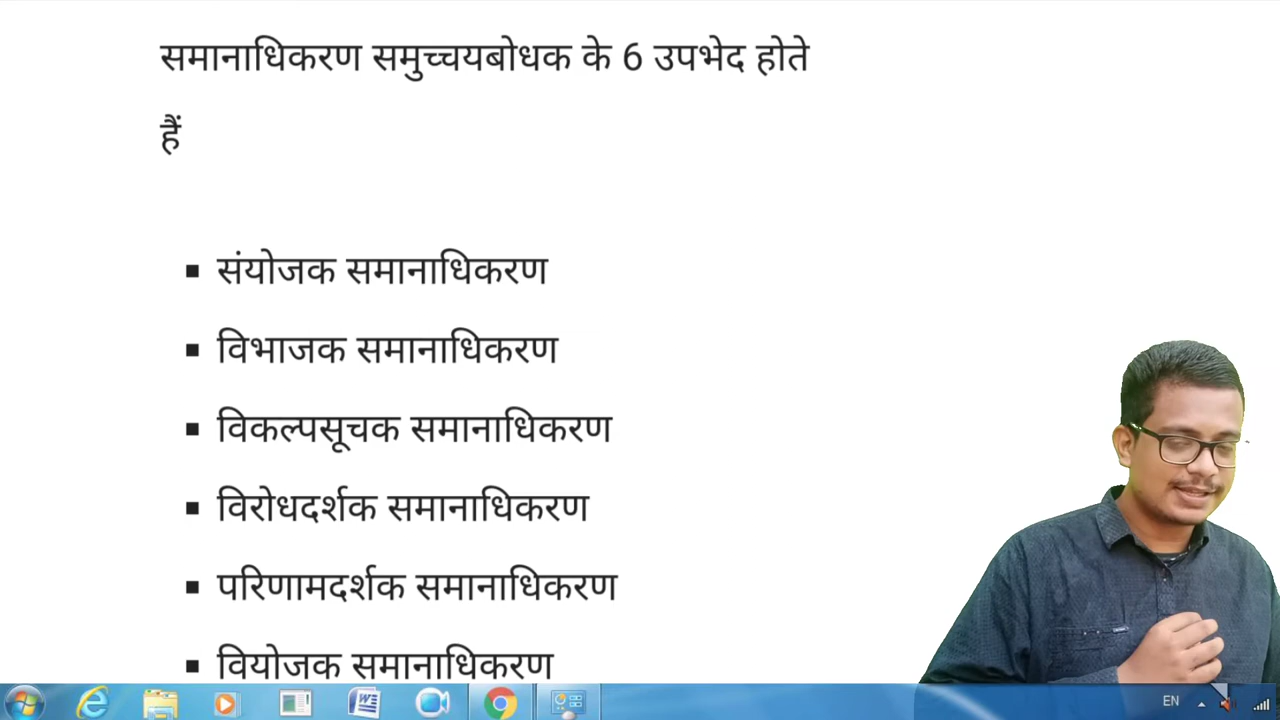 समानाधिकरण समुच्चयबोधक के 6 उपभेद होते
हैं
▪ संयोजक समानाधिकरण
▪ विभाजक समानाधिकरण
▪ विकल्पसूचक समानाधिकरण
▪ विरोधदर्शक समानाधिकरण
▪ परिणामदर्शक समानाधिकरण
▪ वियोजक समानाधिकरण
EN